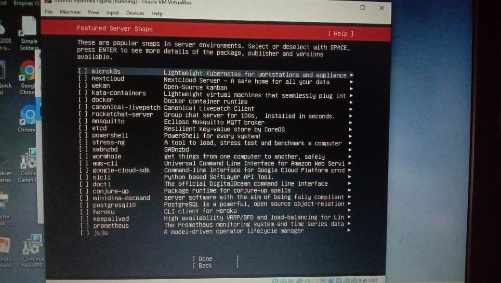 [Running] - Oracle VM VirtualBox
File Machine View Input Devices Help
Featured Server Snaps [ Help ]
These are popular snaps in server environments. Select or deselect with SPACE,
press ENTER to see more details of the package, publisher and versions
available.
[ ] microk8s Lightweight Kubernetes for workstations and appliance ▸
[ ] nextcloud Nextcloud Server - A safe home for all your data ▸
[ ] wekan Open-Source kanban ▸
[ ] kata-containers Lightweight virtual machines that seamlessly plug int ▸
[ ] docker Docker container runtime ▸
[ ] canonical-livepatch Canonical Livepatch Client ▸
[ ] rocketchat-server Group chat server for 100s, installed in seconds. ▸
[ ] mosquitto Eclipse Mosquitto MQTT broker ▸
[ ] etcd Resilient key-value store by CoreOS ▸
[ ] powershell PowerShell for every system! ▸
[ ] stress-ng A tool to load, stress test and benchmark a computer ▸
[ ] sabnzbd SABnzbd ▸
[ ] wormhole get things from one computer to another, safely ▸
[ ] aws-cli Universal Command Line Interface for Amazon Web Servi ▸
[ ] google-cloud-sdk Command-line interface for Google Cloud Platform prod ▸
[ ] slcli Python based SoftLayer API Tool. ▸
[ ] doctl The official DigitalOcean command line interface ▸
[ ] conjure-up Package runtime for conjure-up spells ▸
[ ] minidlna-escoand server software with the aim of being fully compliant ▸
[ ] postgresql10 PostgreSQL is a powerful, open source object-relation ▸
[ ] heroku CLI client for Heroku ▸
[ ] keepalived High availability VRRP/BFD and load-balancing for Lin ▸
[ ] prometheus The Prometheus monitoring system and time series data ▸
[ ] juju A model-driven operator lifecycle manager ▸
[ Done ]
[ Back ]